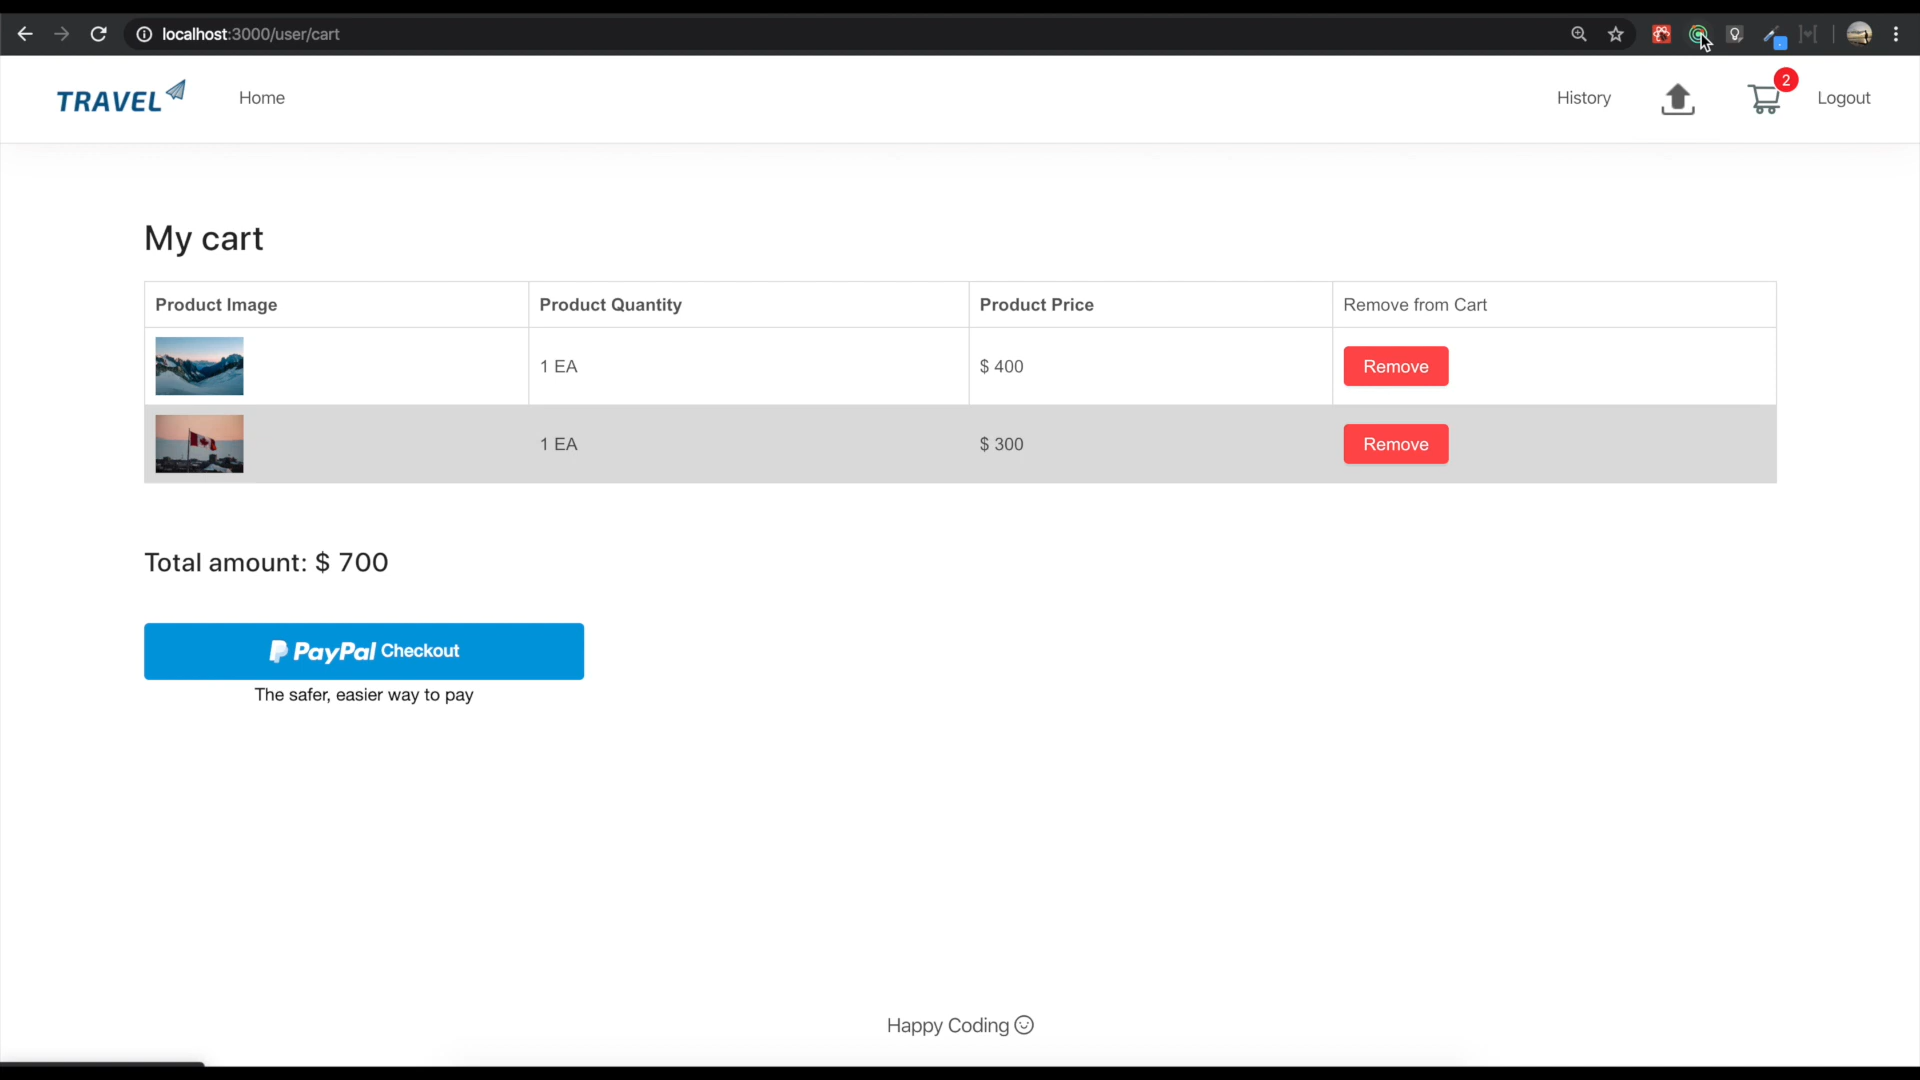 localhost:3000/user/cart
TRAVEL
Home
History
2
Logout
My cart
Product Image
Product Quantity
Product Price
Remove from Cart
1 EA
$ 400
Remove
1 EA
$ 300
Remove
Total amount: $ 700
PayPal Checkout
The safer, easier way to pay
Happy Coding